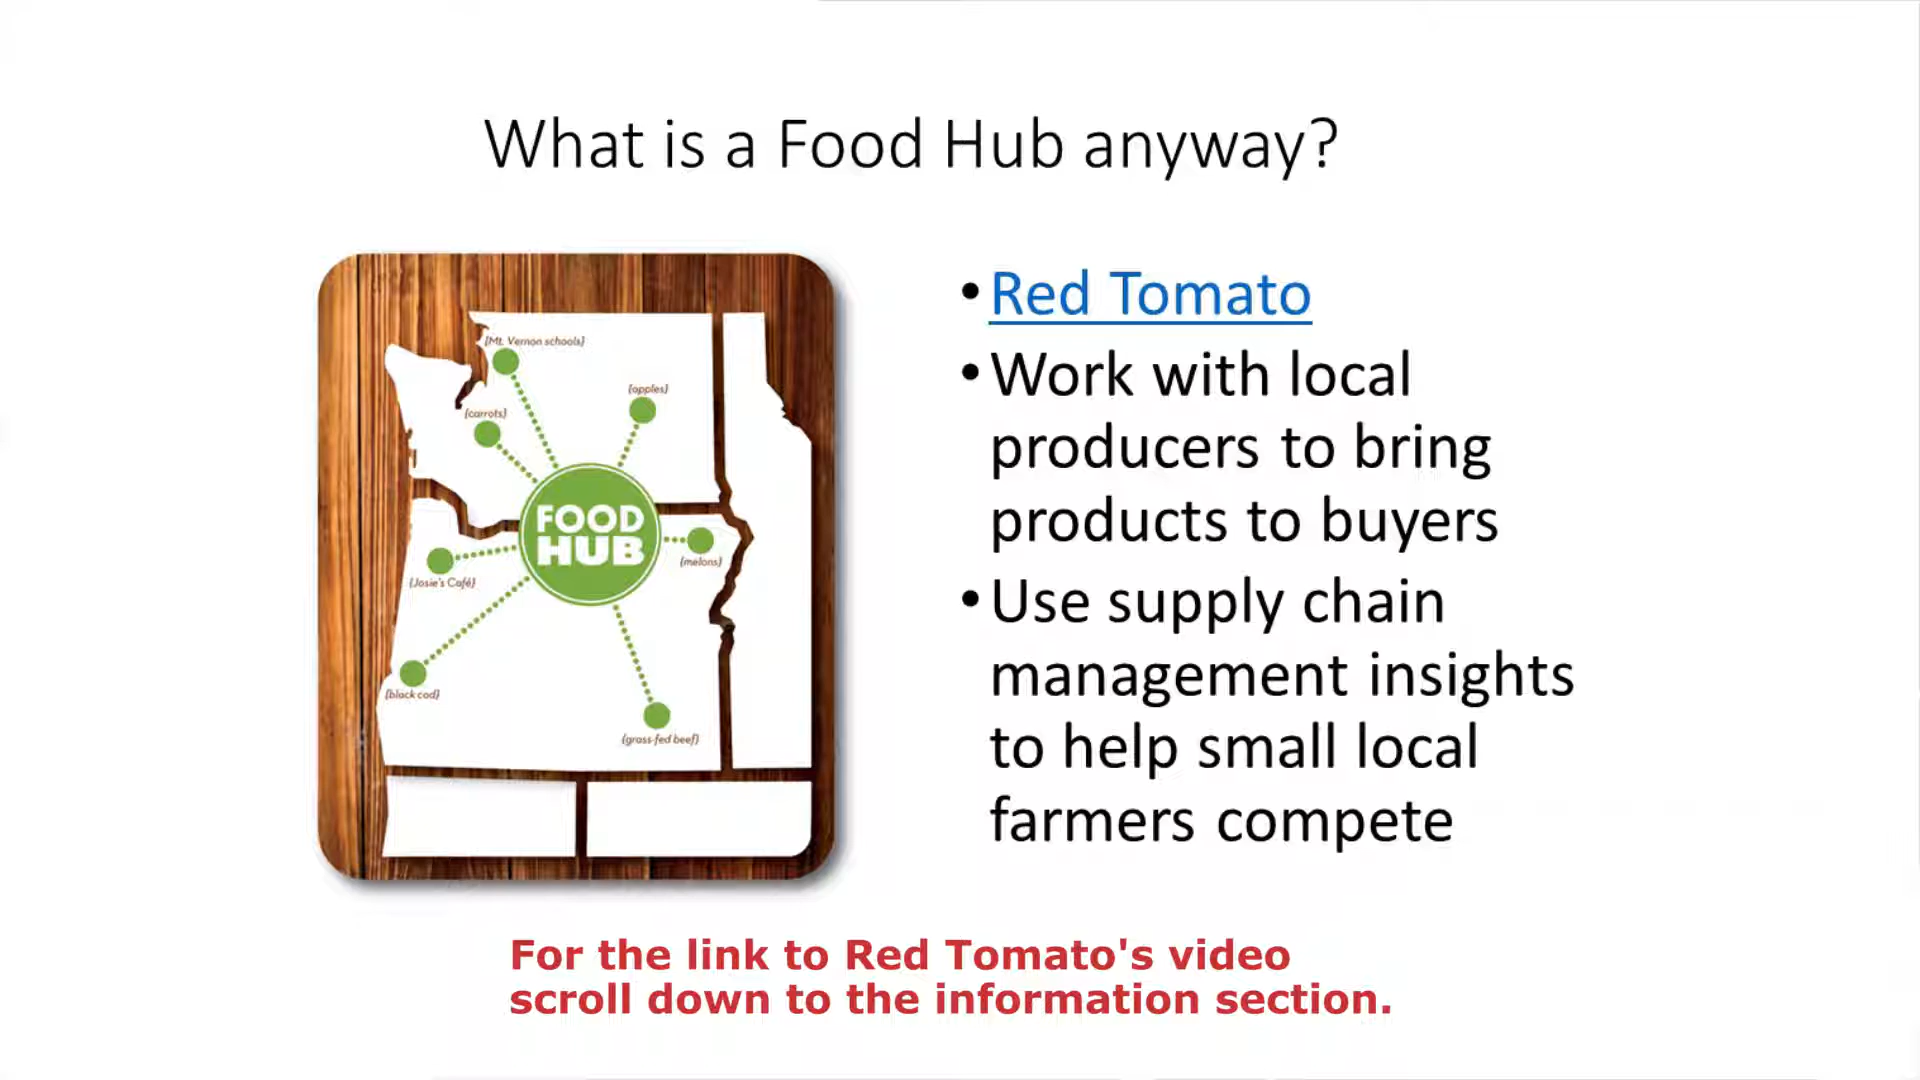 What is a Food Hub anyway?
{Mt. Vernon schools}
{apples}
{carrots}
FOOD
HUB
{melons}
{Josie's Café}
{black cod}
{grass-fed beef}
•Red Tomato
•Work with local
producers to bring
products to buyers
•Use supply chain
management insights
to help small local
farmers compete
For the link to Red Tomato's video
scroll down to the information section.